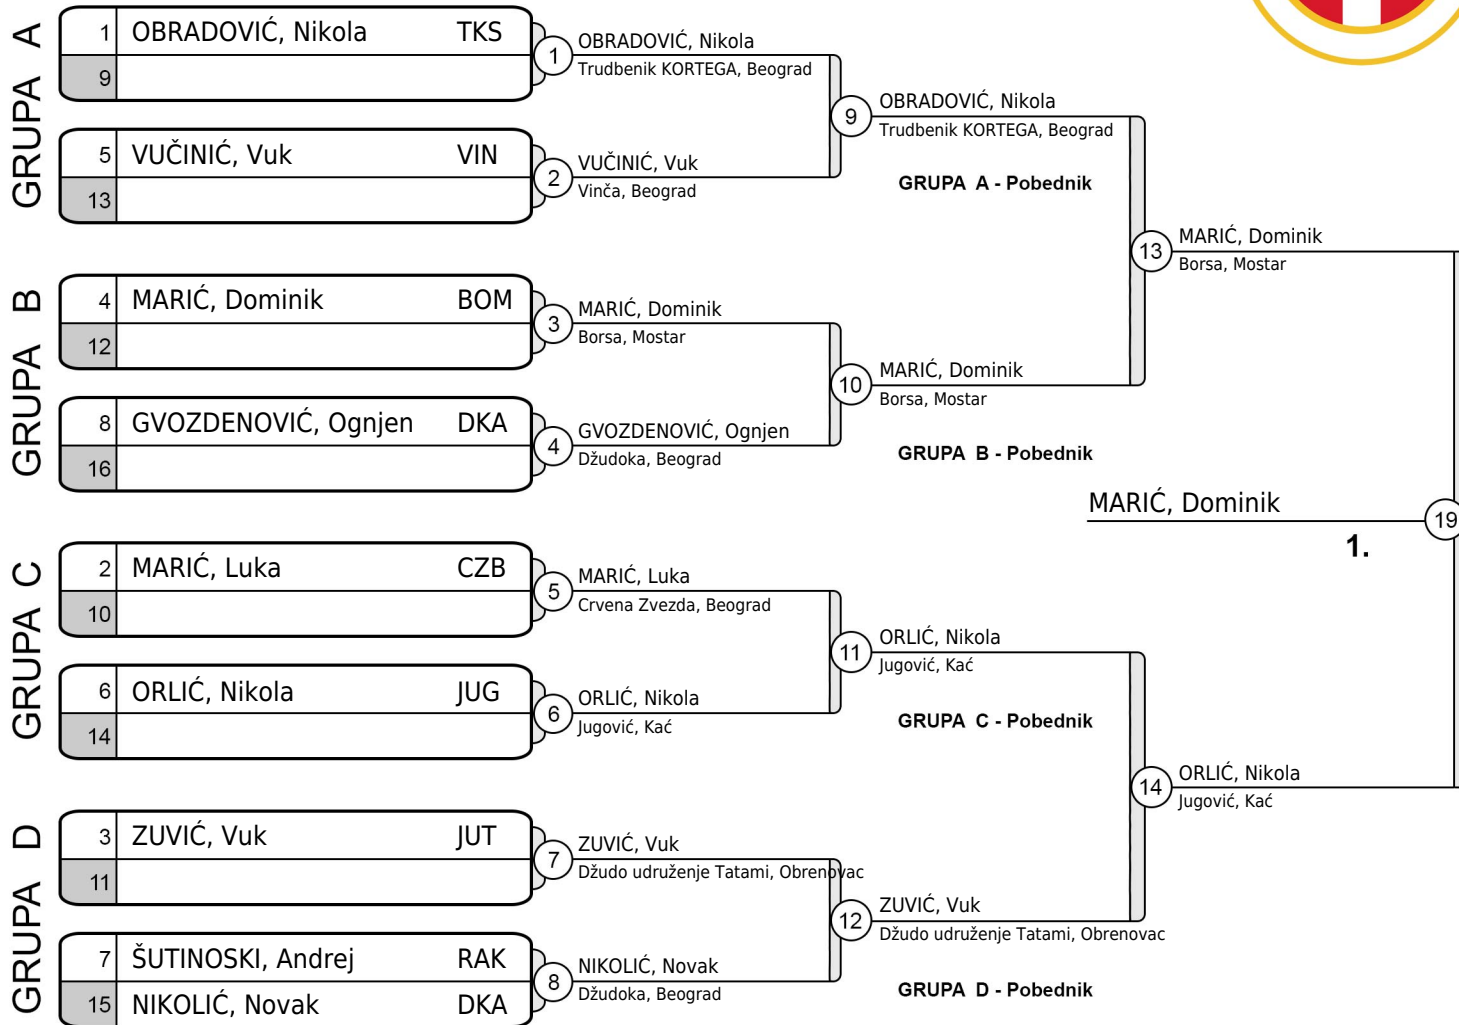 GRUPA A
1 OBRADOVIĆ, Nikola TKS
9
5 VUČINIĆ, Vuk VIN
13
1
OBRADOVIĆ, Nikola
Trudbenik KORTEGA, Beograd
2
VUČINIĆ, Vuk
Vinča, Beograd
9
OBRADOVIĆ, Nikola
Trudbenik KORTEGA, Beograd
GRUPA A - Pobednik
GRUPA B
4 MARIĆ, Dominik BOM
12
8 GVOZDENOVIĆ, Ognjen DKA
16
3
MARIĆ, Dominik
Borsa, Mostar
4
GVOZDENOVIĆ, Ognjen
Džudoka, Beograd
10
MARIĆ, Dominik
Borsa, Mostar
GRUPA B - Pobednik
13
MARIĆ, Dominik
Borsa, Mostar
MARIĆ, Dominik
19
1.
GRUPA C
2 MARIĆ, Luka CZB
10
6 ORLIĆ, Nikola JUG
14
5
MARIĆ, Luka
Crvena Zvezda, Beograd
6
ORLIĆ, Nikola
Jugović, Kać
11
ORLIĆ, Nikola
Jugović, Kać
GRUPA C - Pobednik
GRUPA D
3 ZUVIĆ, Vuk JUT
11
7 ŠUTINOSKI, Andrej RAK
15 NIKOLIĆ, Novak DKA
7
ZUVIĆ, Vuk
Džudo udruženje Tatami, Obrenovac
8
NIKOLIĆ, Novak
Džudoka, Beograd
12
ZUVIĆ, Vuk
Džudo udruženje Tatami, Obrenovac
GRUPA D - Pobednik
14
ORLIĆ, Nikola
Jugović, Kać